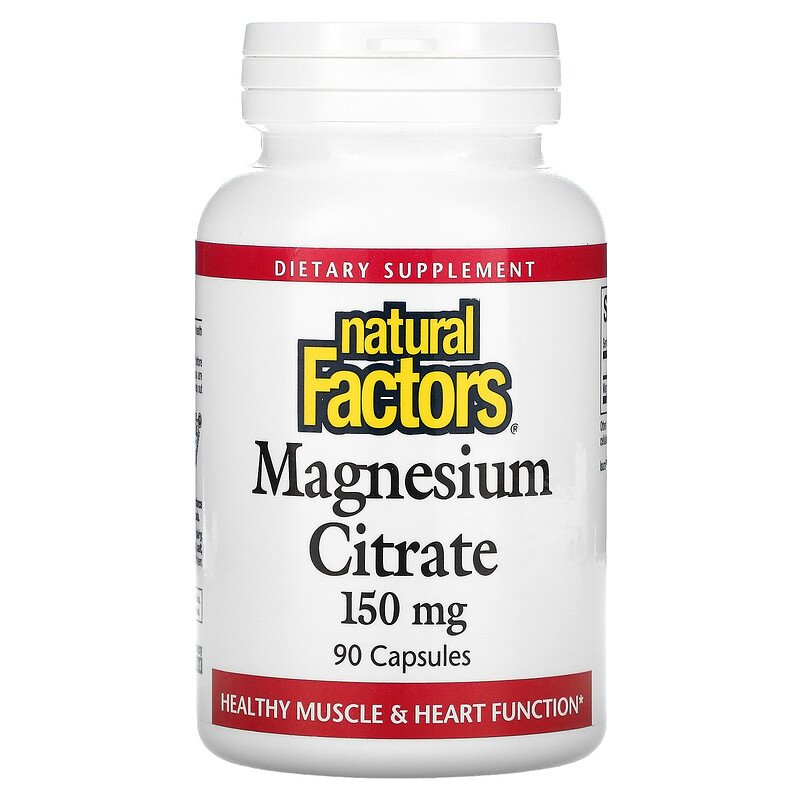 DIETARY SUPPLEMENT
natural
Factors®
Magnesium
Citrate
150 mg
90 Capsules
HEALTHY MUSCLE & HEART FUNCTION*